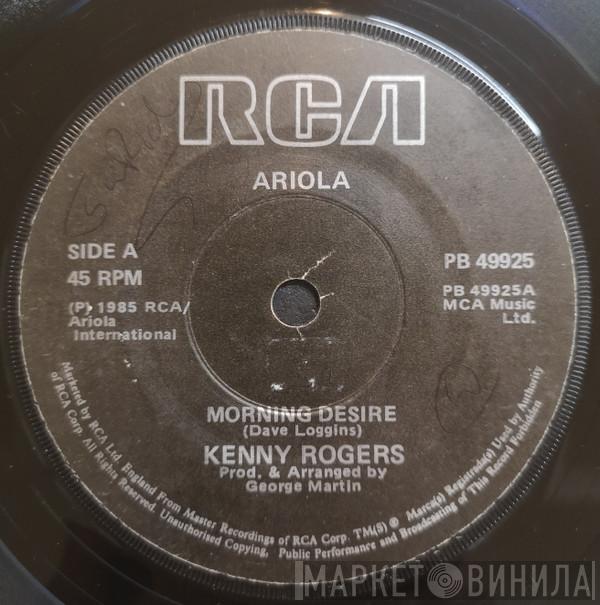 RCA
ARIOLA
SIDE A
45 RPM
(P) 1985 RCA/
Ariola
International
PB 49925
PB 49925A
MCA Music
Ltd.
MORNING DESIRE
(Dave Loggins)
KENNY ROGERS
Prod. & Arranged by
George Martin
Marketed by RCA Ltd. England From Master Recordings of RCA Corp. TM(S) ® Marca(s) Registrada(s) Used by Authority
of RCA Corp. All Rights Reserved. Unauthorised Copying, Public Performance and Broadcasting of This Record Forbidden
МАРКЕТ ВИНИЛА